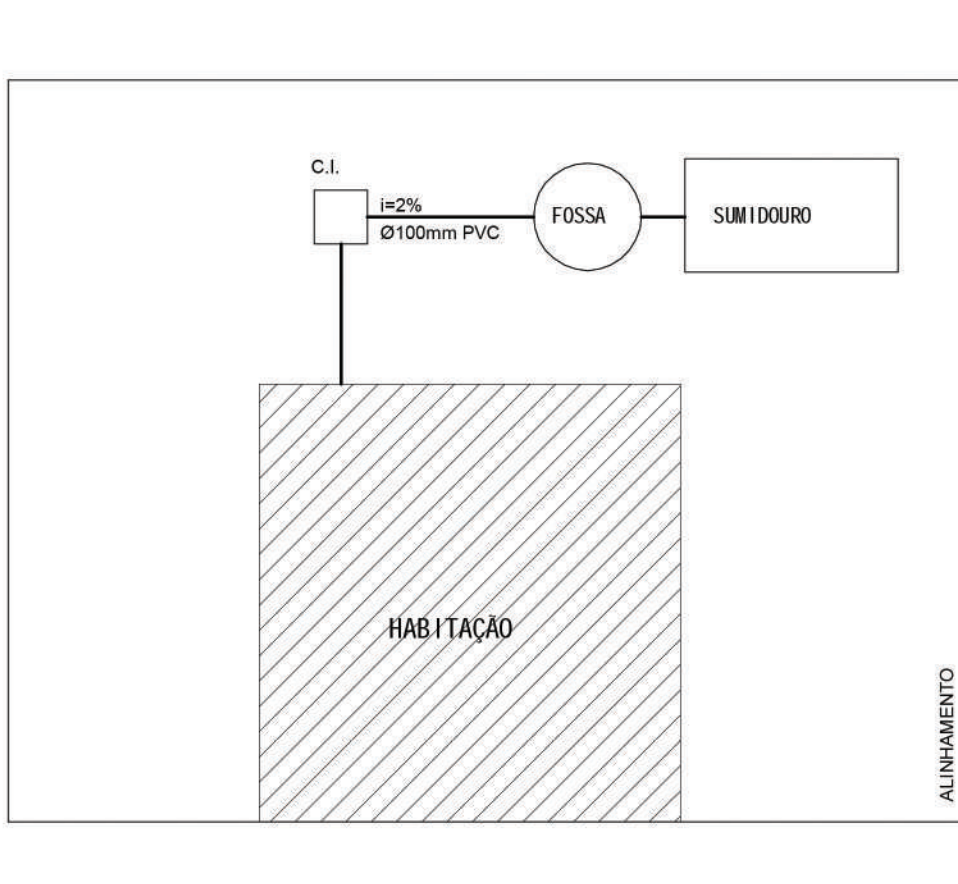 C.I.
i=2%
Ø100mm PVC
FOSSA
SUMIDOURO
HABITAÇÃO
ALINHAMENTO